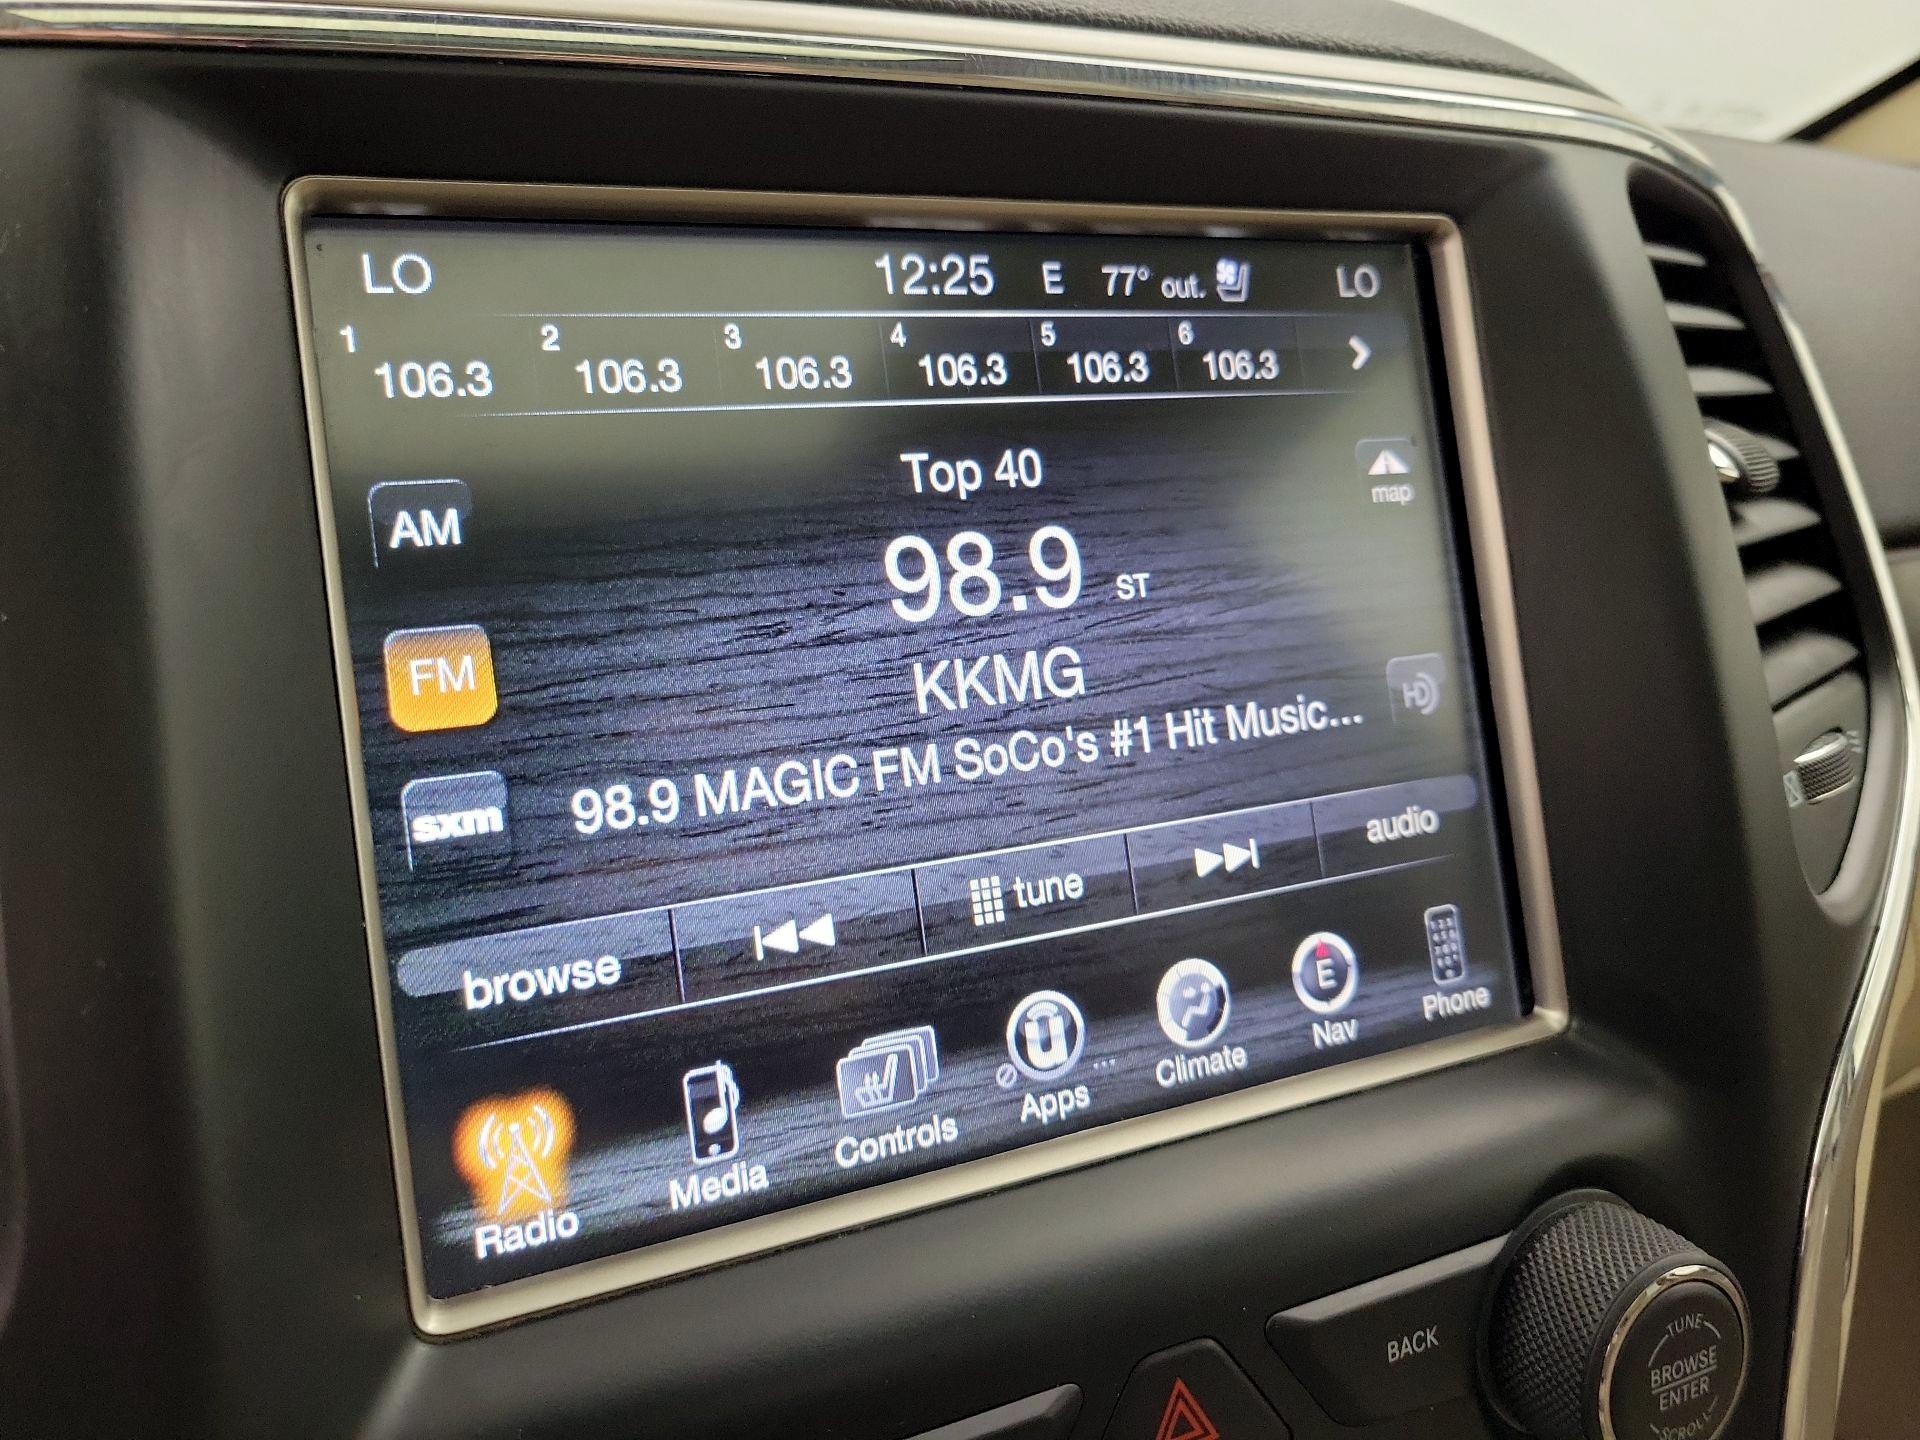 LO 12:25 E 77° out. LO
1 106.3 2 106.3 3 106.3 4 106.3 5 106.3 6 106.3
Top 40
map
AM
98.9 ST
FM
KKMG
HD
98.9 MAGIC FM SoCo's #1 Hit Music...
sxm
browse tune audio
Radio Media Controls Apps ... Climate Nav Phone
E
BACK
TUNE
BROWSE
ENTER
SCROLL